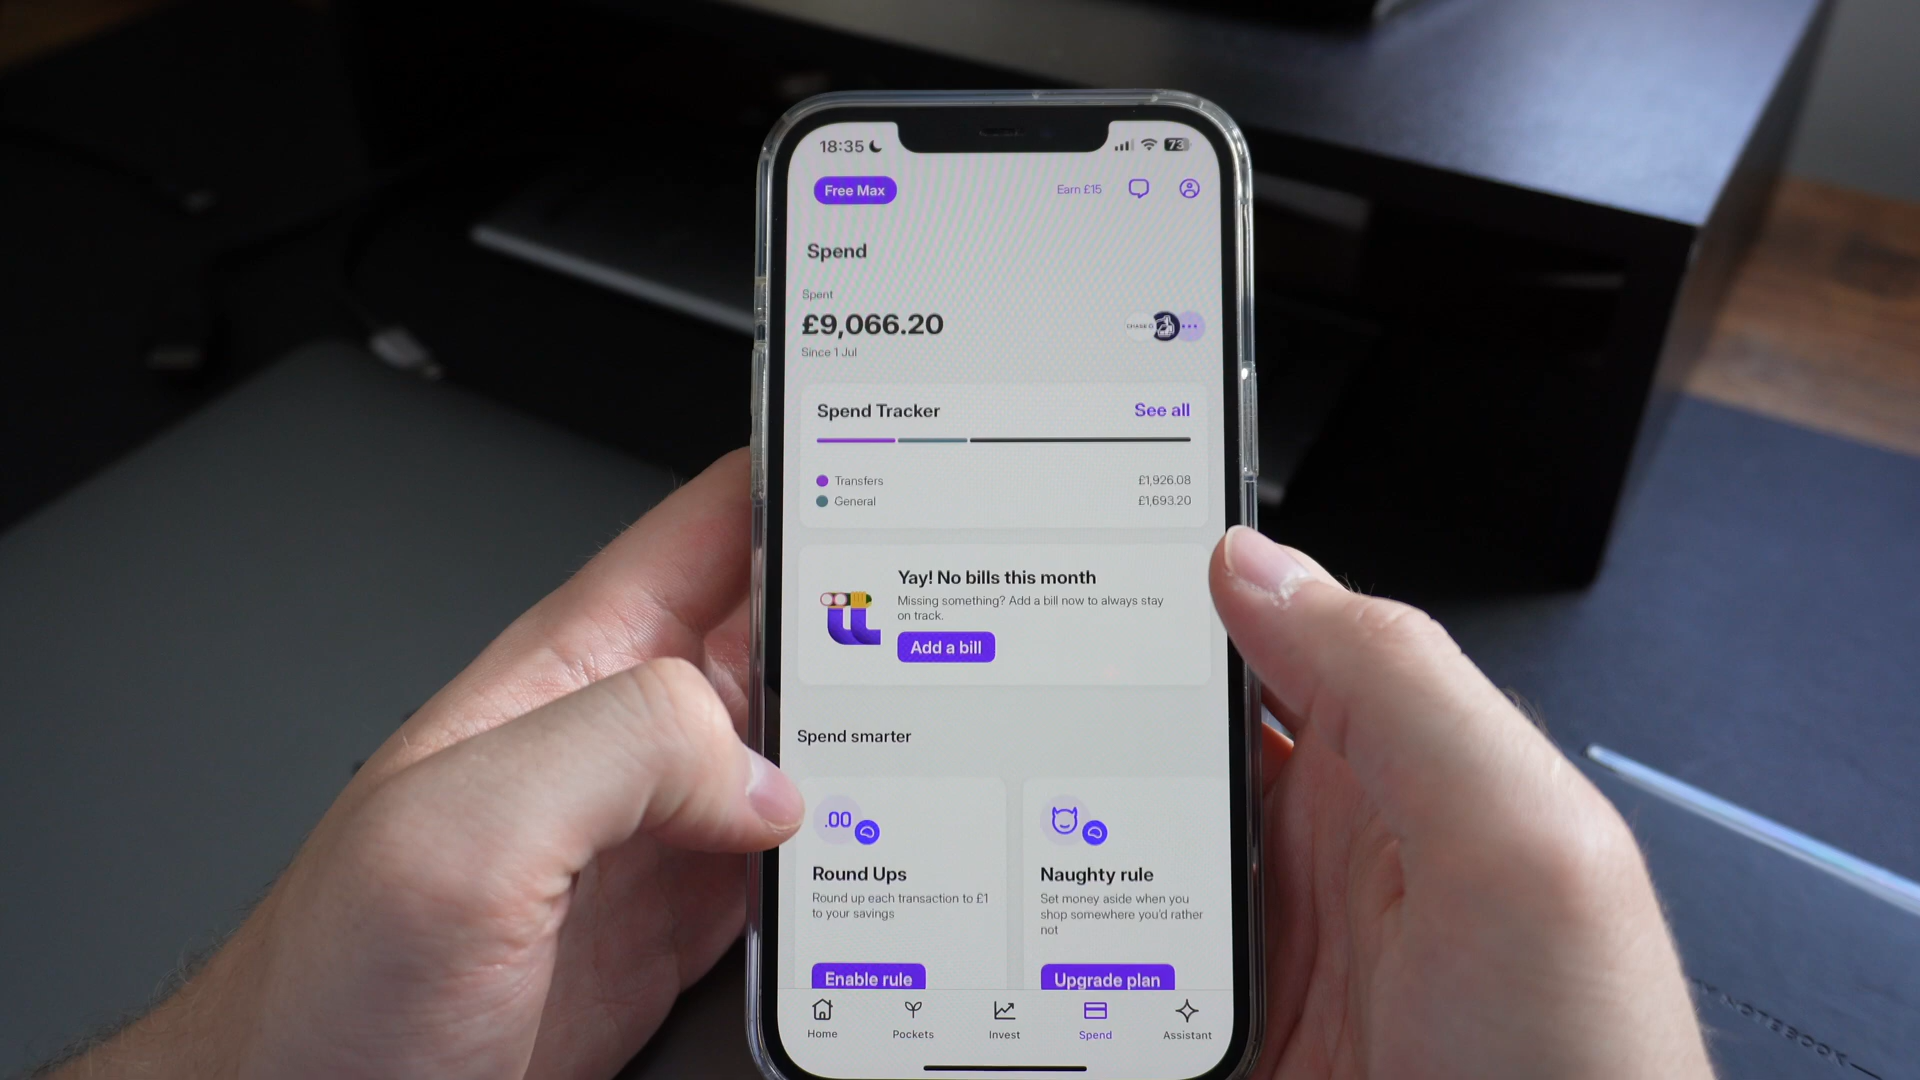 18:35
73
Free Max
Earn £15
Spend
Spent
£9,066.20
CHASE
Since 1 Jul
Spend Tracker
See all
Transfers
£1,926.08
General
£1,693.20
Yay! No bills this month
Missing something? Add a bill now to always stay
on track.
Add a bill
Spend smarter
.00
Round Ups
Round up each transaction to £1
to your savings
Enable rule
Naughty rule
Set money aside when you
shop somewhere you'd rather
not
Upgrade plan
Home
Pockets
Invest
Spend
Assistant
NOTEBOOK